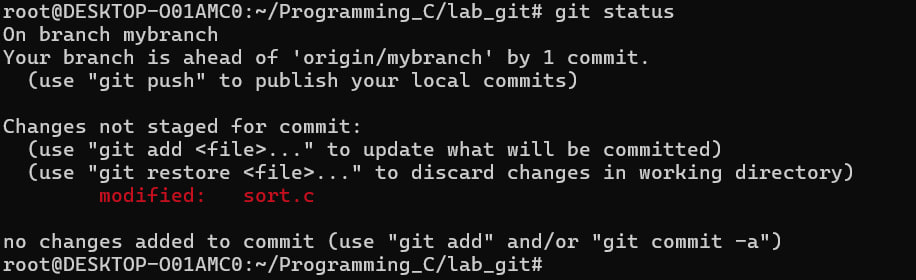 root@DESKTOP-O01AMC0:~/Programming_C/lab_git# git status
On branch mybranch
Your branch is ahead of 'origin/mybranch' by 1 commit.
  (use "git push" to publish your local commits)

Changes not staged for commit:
  (use "git add <file>..." to update what will be committed)
  (use "git restore <file>..." to discard changes in working directory)
        modified:   sort.c

no changes added to commit (use "git add" and/or "git commit -a")
root@DESKTOP-O01AMC0:~/Programming_C/lab_git#